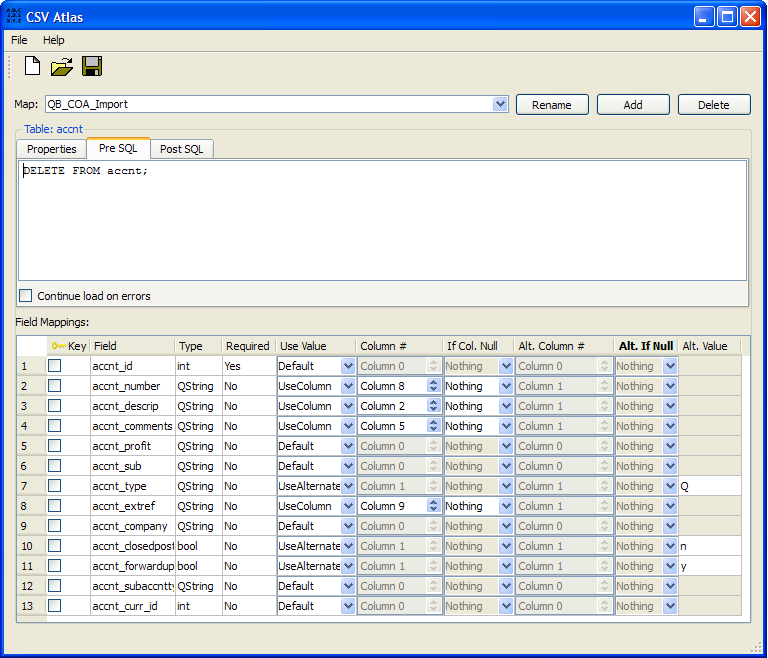 CSV Atlas
File Help
Map: QB_COA_Import Rename Add Delete
Table: accnt
Properties Pre SQL Post SQL
DELETE FROM accnt;
Continue load on errors
Field Mappings:
Key Field Type Required Use Value Column # If Col. Null Alt. Column # Alt. If Null Alt. Value
1 accnt_id int Yes Default Column 0 Nothing Column 0 Nothing
2 accnt_number QString No UseColumn Column 8 Nothing Column 1 Nothing
3 accnt_descrip QString No UseColumn Column 2 Nothing Column 1 Nothing
4 accnt_comments QString No UseColumn Column 5 Nothing Column 1 Nothing
5 accnt_profit QString No Default Column 0 Nothing Column 0 Nothing
6 accnt_sub QString No Default Column 0 Nothing Column 0 Nothing
7 accnt_type QString No UseAlternate Column 1 Nothing Column 1 Nothing Q
8 accnt_extref QString No UseColumn Column 9 Nothing Column 1 Nothing
9 accnt_company QString No Default Column 0 Nothing Column 0 Nothing
10 accnt_closedpost bool No UseAlternate Column 1 Nothing Column 1 Nothing n
11 accnt_forwardup bool No UseAlternate Column 1 Nothing Column 1 Nothing y
12 accnt_subaccntty QString No Default Column 0 Nothing Column 0 Nothing
13 accnt_curr_id int No Default Column 0 Nothing Column 0 Nothing